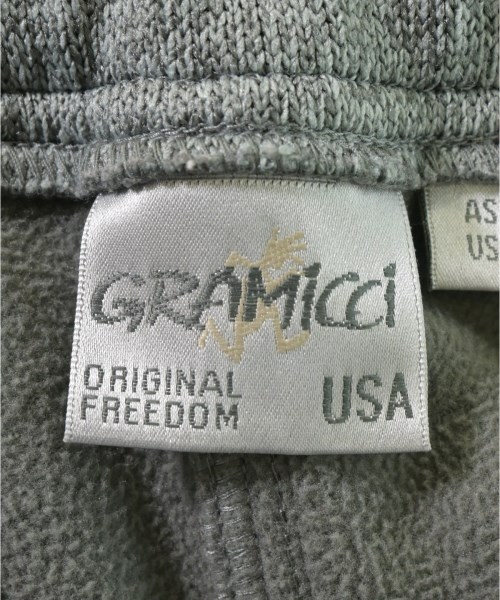 GRAMICCI
ORIGINAL
FREEDOM
USA
AS
US